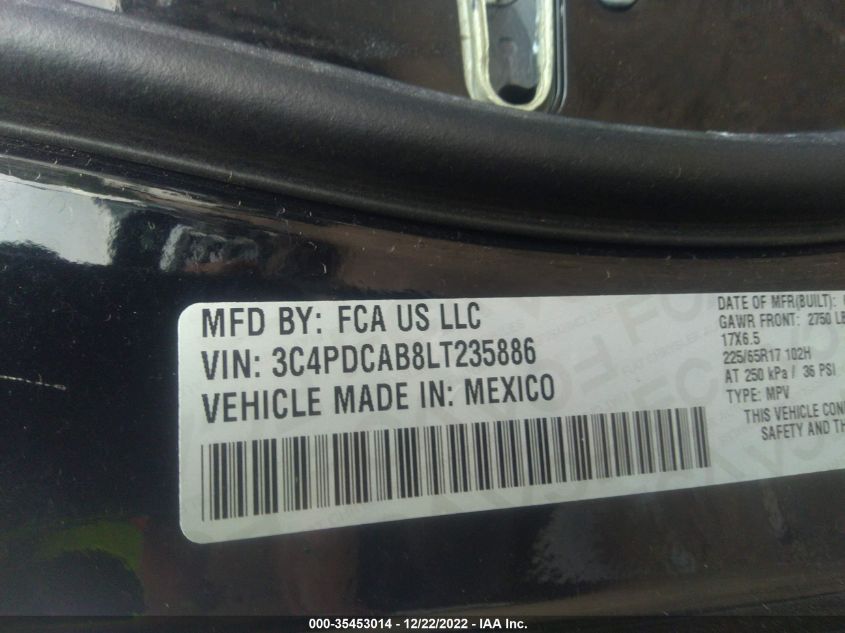 MFD BY: FCA US LLC
VIN: 3C4PDCAB8LT235886
VEHICLE MADE IN: MEXICO
DATE OF MFR(BUILT):
GAWR FRONT: 2750 LB
17X6.5
225/65R17 102H
AT 250 kPa / 36 PSI
TYPE: MPV
THIS VEHICLE CON
SAFETY AND TH
000-35453014 - 12/22/2022 - IAA Inc.